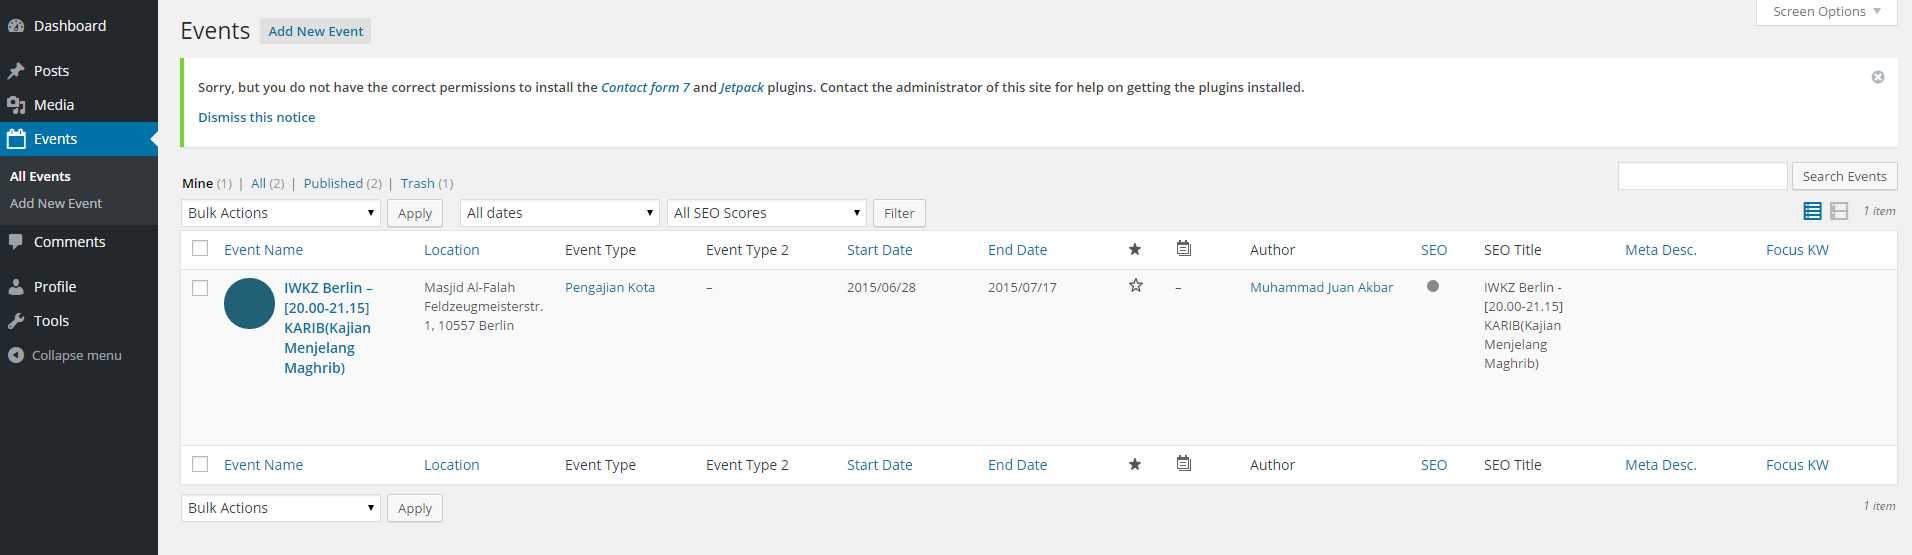 Dashboard
Posts
Media
Events
All Events
Add New Event
Comments
Profile
Tools
Collapse menu
Screen Options
Events Add New Event
Sorry, but you do not have the correct permissions to install the Contact form 7 and Jetpack plugins. Contact the administrator of this site for help on getting the plugins installed.
Dismiss this notice
Mine (1) | All (2) | Published (2) | Trash (1)
Search Events
Bulk Actions Apply All dates All SEO Scores Filter
1 item
Event Name Location Event Type Event Type 2 Start Date End Date Author SEO SEO Title Meta Desc. Focus KW
IWKZ Berlin –
[20.00-21.15]
KARIB(Kajian
Menjelang
Maghrib)
Masjid Al-Falah
Feldzeugmeisterstr.
1, 10557 Berlin
Pengajian Kota
–
2015/06/28
2015/07/17
–
Muhammad Juan Akbar
IWKZ Berlin -
[20.00-21.15]
KARIB(Kajian
Menjelang
Maghrib)
Event Name Location Event Type Event Type 2 Start Date End Date Author SEO SEO Title Meta Desc. Focus KW
Bulk Actions Apply
1 item